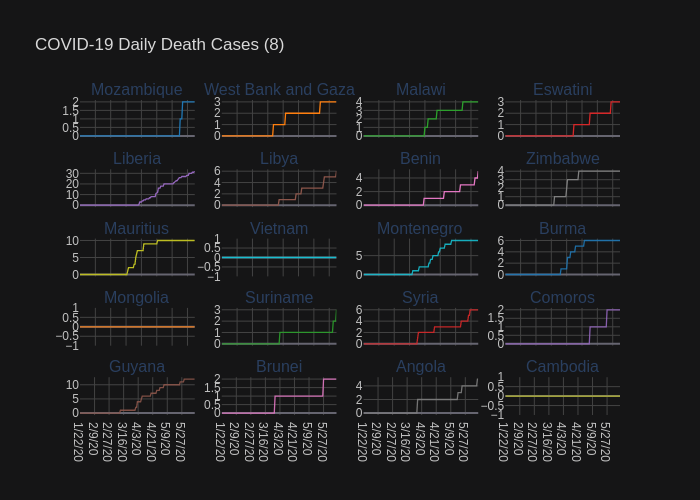 COVID-19 Daily Death Cases (8)
Mozambique West Bank and Gaza Malawi Eswatini
2 1.5 1 0.5 0
3 2 1 0
4 3 2 1 0
3 2 1 0
Liberia Libya Benin Zimbabwe
30 20 10 0
6 4 2 0
4 2 0
4 3 2 1 0
Mauritius Vietnam Montenegro Burma
10 5 0
1 0.5 0 −0.5 −1
5 0
6 4 2 0
Mongolia Suriname Syria Comoros
1 0.5 0 −0.5 −1
3 2 1 0
6 4 2 0
2 1.5 1 0.5 0
Guyana Brunei Angola Cambodia
10 5 0
2 1.5 1 0.5 0
4 2 0
1 0.5 0 −0.5 −1
1/22/20 2/9/20 2/27/20 3/16/20 4/3/20 4/21/20 5/9/20 5/27/20
1/22/20 2/9/20 2/27/20 3/16/20 4/3/20 4/21/20 5/9/20 5/27/20
1/22/20 2/9/20 2/27/20 3/16/20 4/3/20 4/21/20 5/9/20 5/27/20
1/22/20 2/9/20 2/27/20 3/16/20 4/3/20 4/21/20 5/9/20 5/27/20